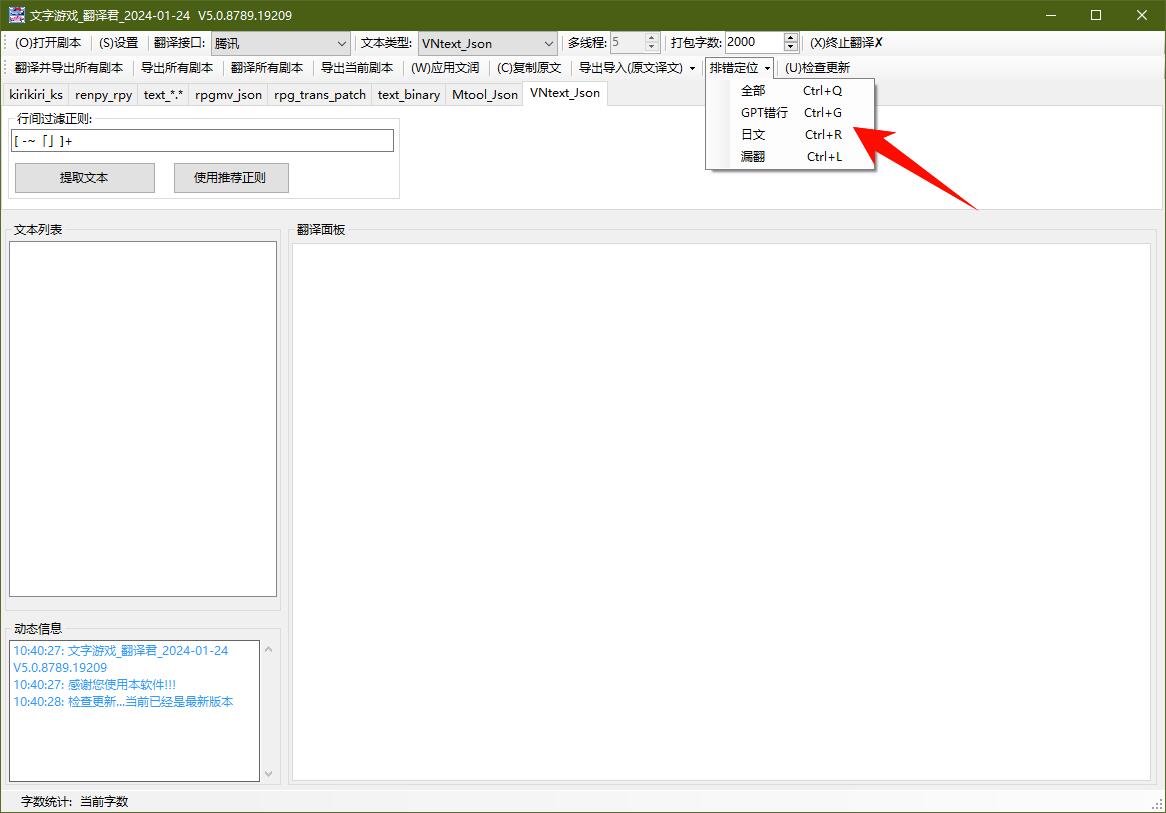 文字游戏_翻译君_2024-01-24 V5.0.8789.19209
(O)打开剧本 (S)设置 翻译接口: 腾讯 文本类型: VNtext_Json 多线程: 5 打包字数: 2000 (X)终止翻译✗
翻译并导出所有剧本 导出所有剧本 翻译所有剧本 导出当前剧本 (W)应用文润 (C)复制原文 导出导入(原文译文) 排错定位 (U)检查更新
kirikiri_ks renpy_rpy text_*.* rpgmv_json rpg_trans_patch text_binary Mtool_Json VNtext_Json
全部 Ctrl+Q
GPT错行 Ctrl+G
日文 Ctrl+R
漏翻 Ctrl+L
行间过滤正则:
[ -~「」]+
提取文本 使用推荐正则
文本列表
翻译面板
动态信息
10:40:27: 文字游戏_翻译君_2024-01-24
V5.0.8789.19209
10:40:27: 感谢您使用本软件!!!
10:40:28: 检查更新...当前已经是最新版本
字数统计: 当前字数